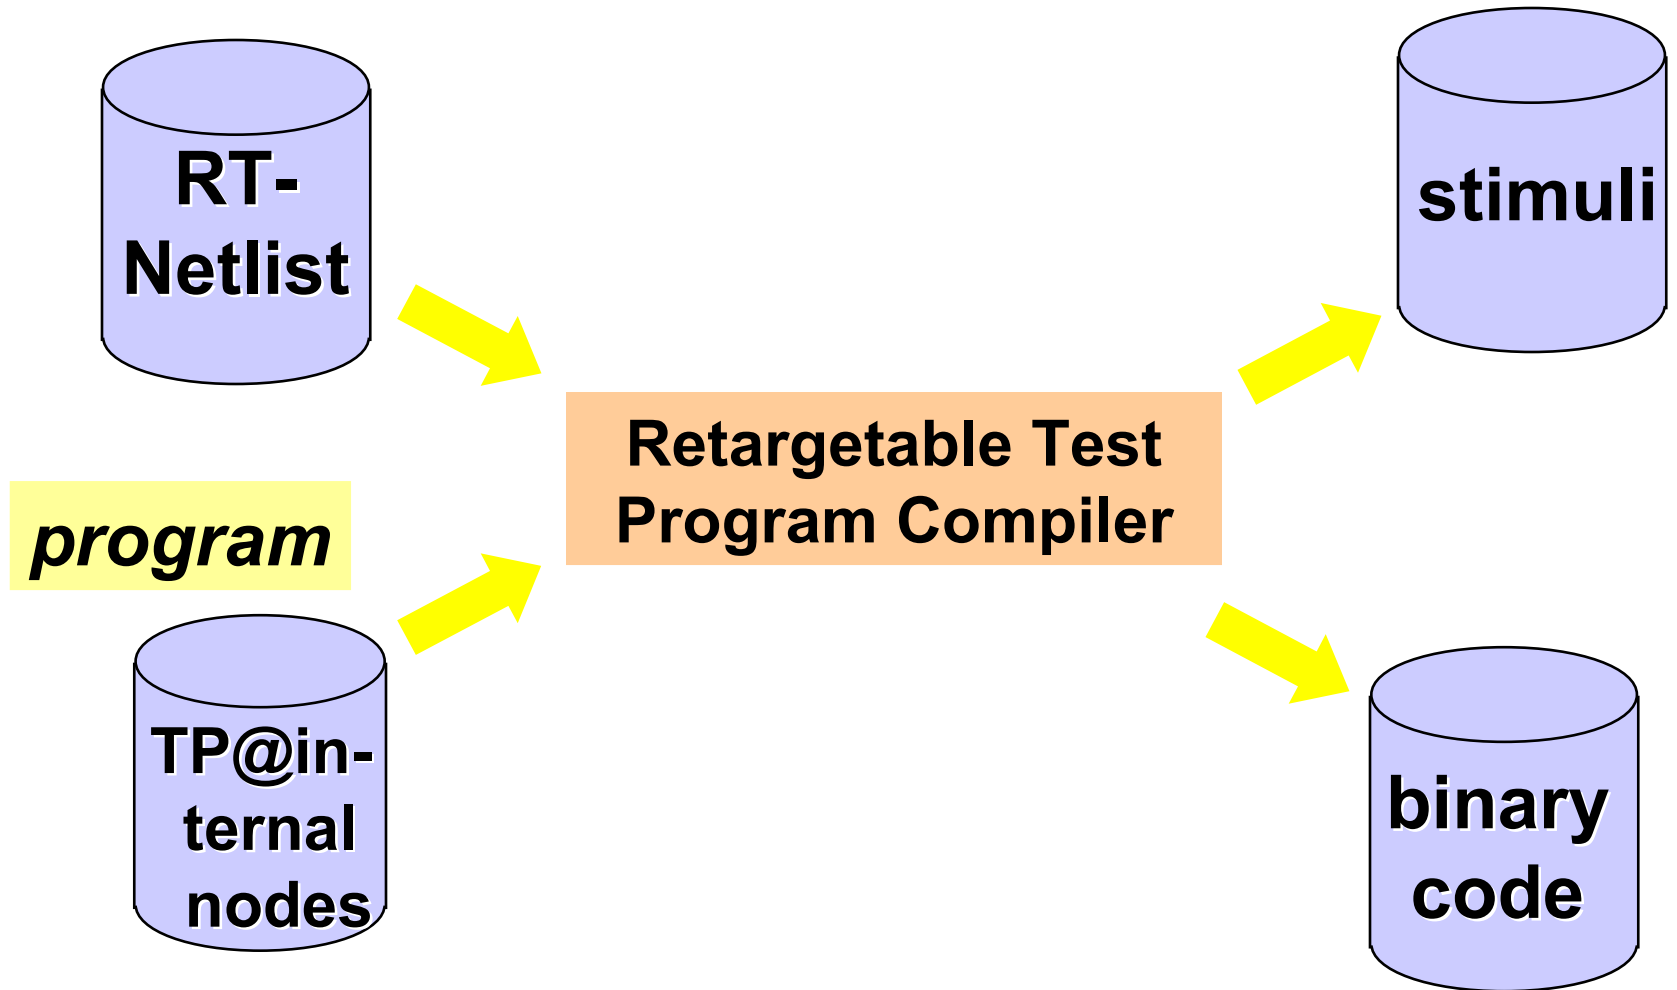 RT-
Netlist
program
TP@in-
ternal
nodes
Retargetable Test
Program Compiler
stimuli
binary
code